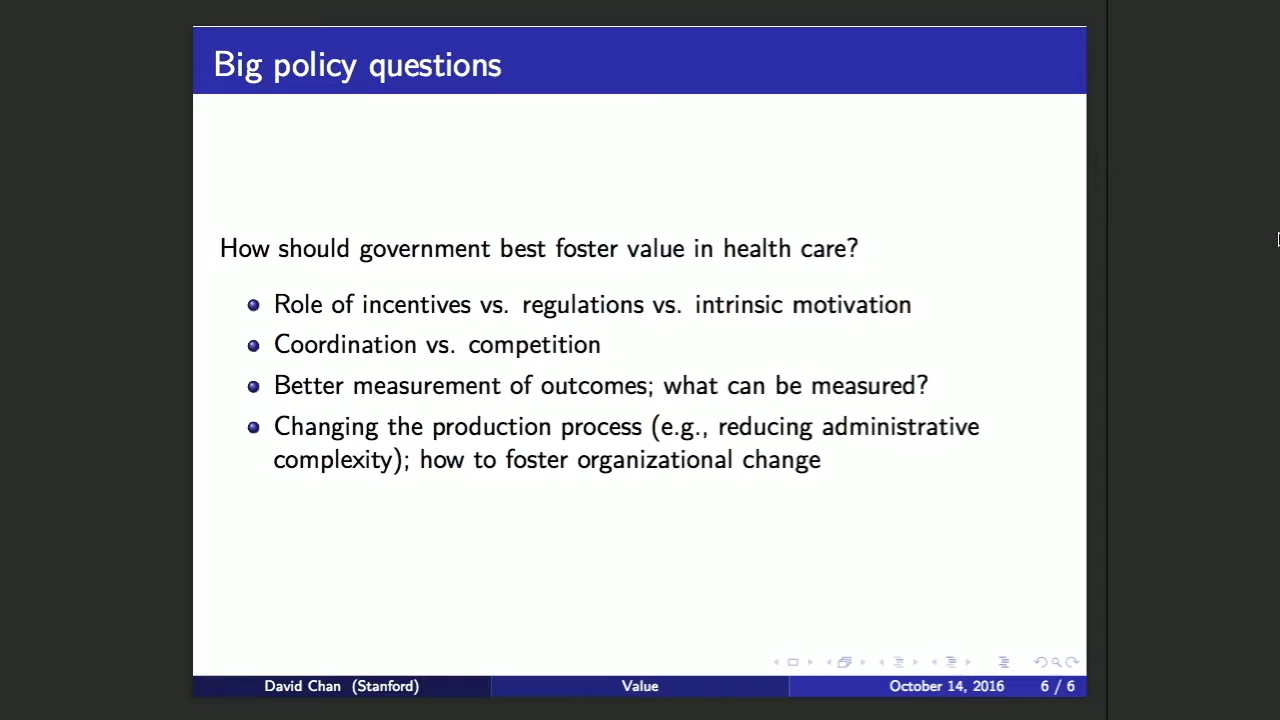 Big policy questions
How should government best foster value in health care?
Role of incentives vs. regulations vs. intrinsic motivation
Coordination vs. competition
Better measurement of outcomes; what can be measured?
Changing the production process (e.g., reducing administrative
complexity); how to foster organizational change
David Chan (Stanford) Value October 14, 2016 6 / 6